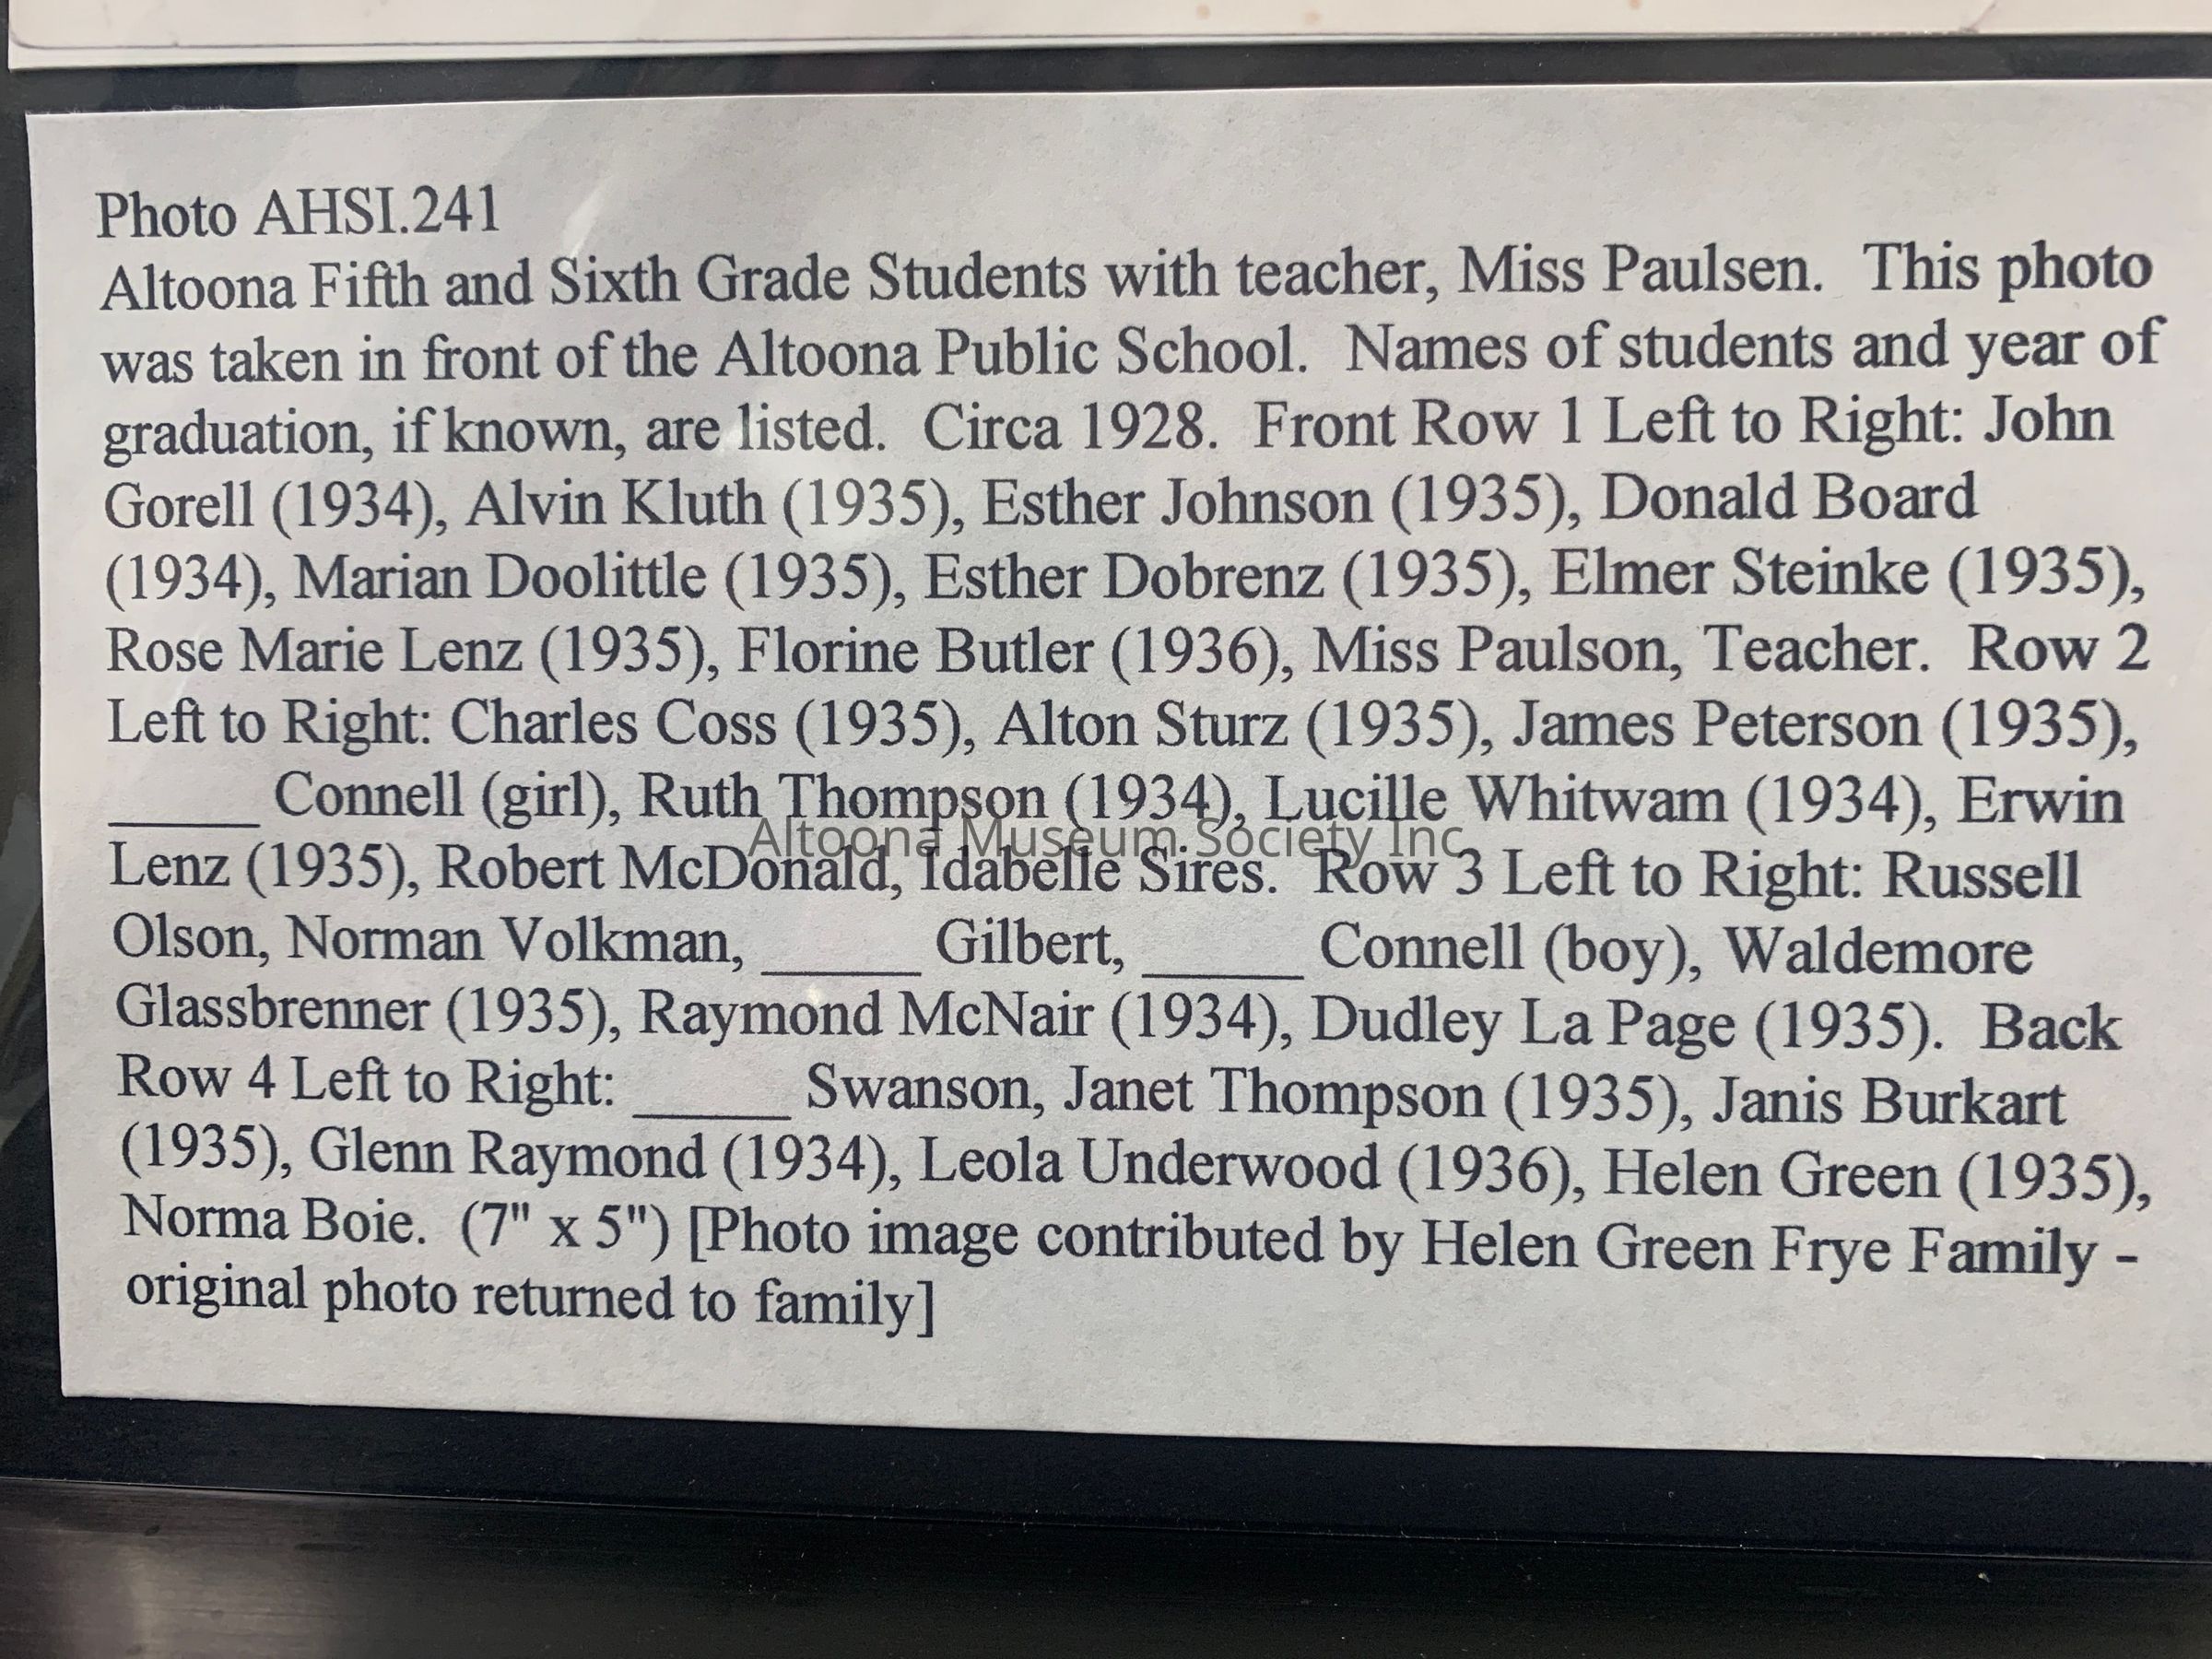 Photo AHSI.241
Altoona Fifth and Sixth Grade Students with teacher, Miss Paulsen.  This photo
was taken in front of the Altoona Public School.  Names of students and year of
graduation, if known, are listed.  Circa 1928.  Front Row 1 Left to Right: John
Gorell (1934), Alvin Kluth (1935), Esther Johnson (1935), Donald Board
(1934), Marian Doolittle (1935), Esther Dobrenz (1935), Elmer Steinke (1935),
Rose Marie Lenz (1935), Florine Butler (1936), Miss Paulson, Teacher.  Row 2
Left to Right: Charles Coss (1935), Alton Sturz (1935), James Peterson (1935),
_____ Connell (girl), Ruth Thompson (1934), Lucille Whitwam (1934), Erwin
Altoona Museum Society Inc
Lenz (1935), Robert McDonald, Idabelle Sires.  Row 3 Left to Right: Russell
Olson, Norman Volkman, _____ Gilbert, _____ Connell (boy), Waldemore
Glassbrenner (1935), Raymond McNair (1934), Dudley La Page (1935).  Back
Row 4 Left to Right: _____ Swanson, Janet Thompson (1935), Janis Burkart
(1935), Glenn Raymond (1934), Leola Underwood (1936), Helen Green (1935),
Norma Boie.  (7" x 5") [Photo image contributed by Helen Green Frye Family -
original photo returned to family]